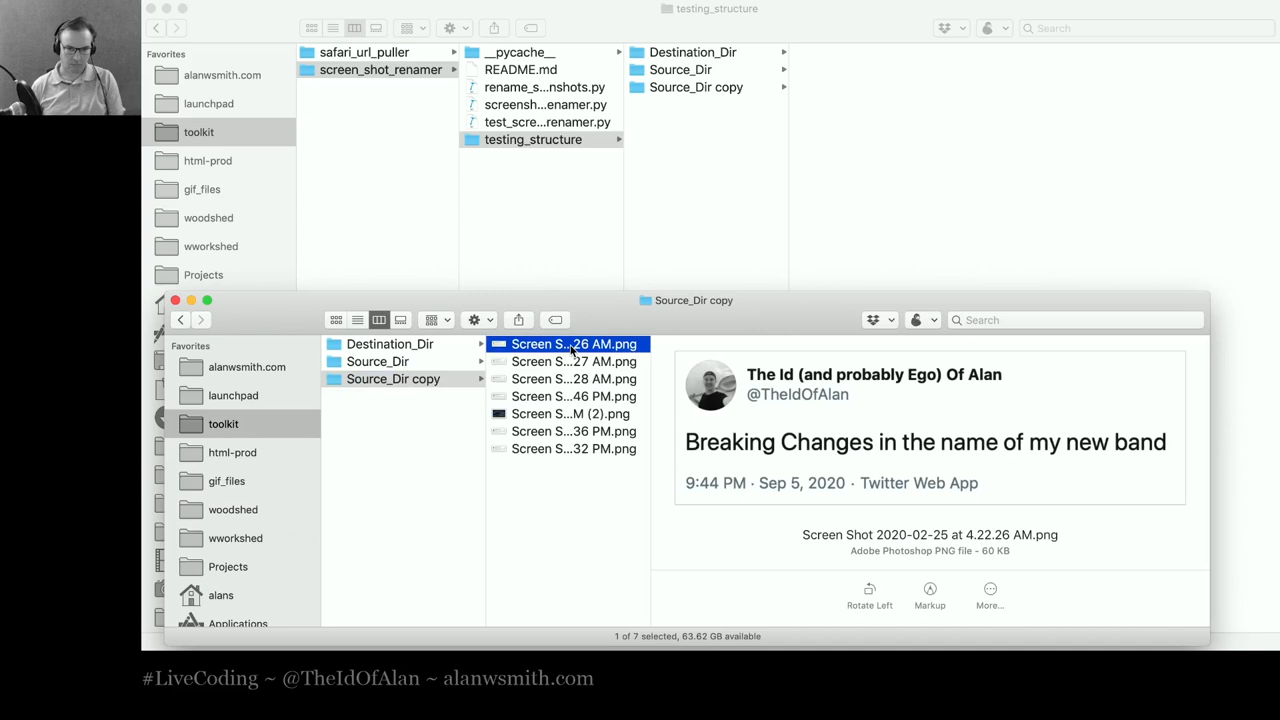 testing_structure
Search
Favorites
alanwsmith.com
launchpad
toolkit
html-prod
gif_files
woodshed
wworkshed
Projects
safari_url_puller
screen_shot_renamer
__pycache__
README.md
rename_s...nshots.py
screensh...enamer.py
test_scre...renamer.py
testing_structure
Destination_Dir
Source_Dir
Source_Dir copy
Source_Dir copy
Search
Favorites
alanwsmith.com
launchpad
toolkit
html-prod
gif_files
woodshed
wworkshed
Projects
alans
Applications
Destination_Dir
Source_Dir
Source_Dir copy
Screen S...26 AM.png
Screen S...27 AM.png
Screen S...28 AM.png
Screen S...46 PM.png
Screen S...M (2).png
Screen S...36 PM.png
Screen S...32 PM.png
The Id (and probably Ego) Of Alan
@TheIdOfAlan
Breaking Changes in the name of my new band
9:44 PM · Sep 5, 2020 · Twitter Web App
Screen Shot 2020-02-25 at 4.22.26 AM.png
Adobe Photoshop PNG file - 60 KB
Rotate Left
Markup
More...
1 of 7 selected, 63.62 GB available
#LiveCoding ~ @TheIdOfAlan ~ alanwsmith.com